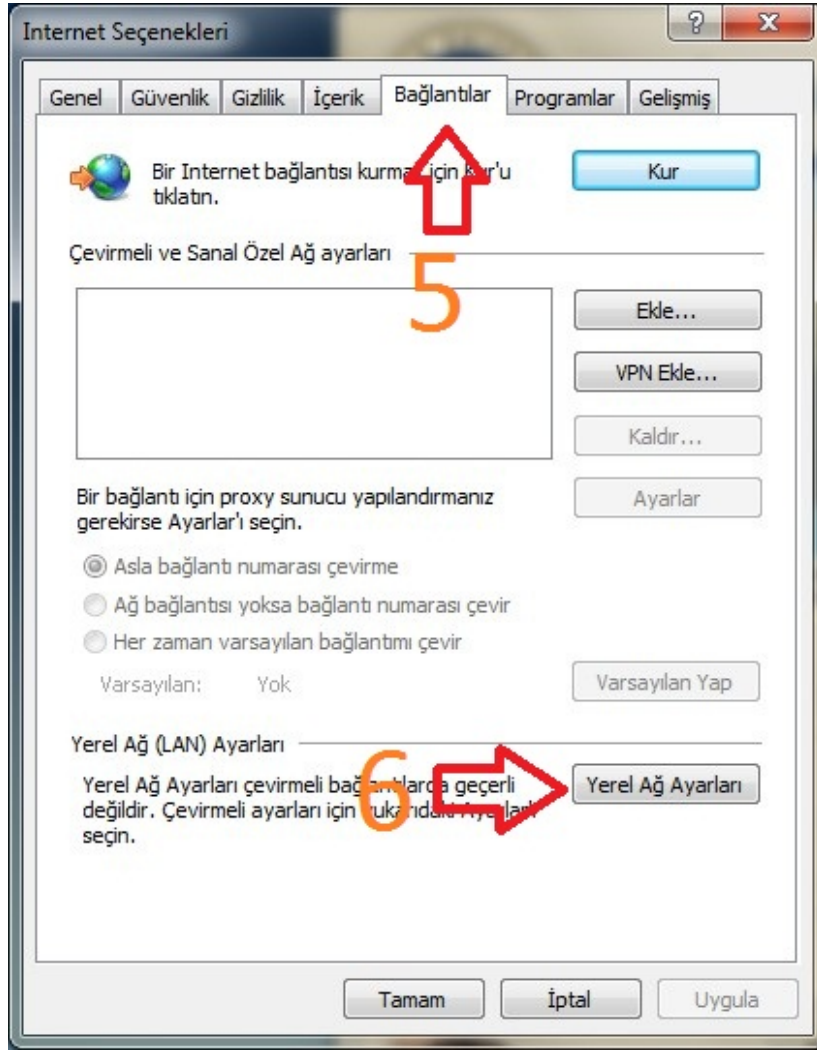 Internet Seçenekleri
Genel Güvenlik Gizlilik İçerik Bağlantılar Programlar Gelişmiş
Bir Internet bağlantısı kurmak için Kur'u
tıklatın.
Kur
Çevirmeli ve Sanal Özel Ağ ayarları
5
Ekle...
VPN Ekle...
Kaldır...
Bir bağlantı için proxy sunucu yapılandırmanız
gerekirse Ayarlar'ı seçin.
Ayarlar
Asla bağlantı numarası çevirme
Ağ bağlantısı yoksa bağlantı numarası çevir
Her zaman varsayılan bağlantımı çevir
Varsayılan: Yok
Varsayılan Yap
Yerel Ağ (LAN) Ayarları
6
Yerel Ağ Ayarları çevirmeli bağlantılarda geçerli
değildir. Çevirmeli ayarları için yukarıdaki Ayarlar'ı
seçin.
Yerel Ağ Ayarları
Tamam İptal Uygula